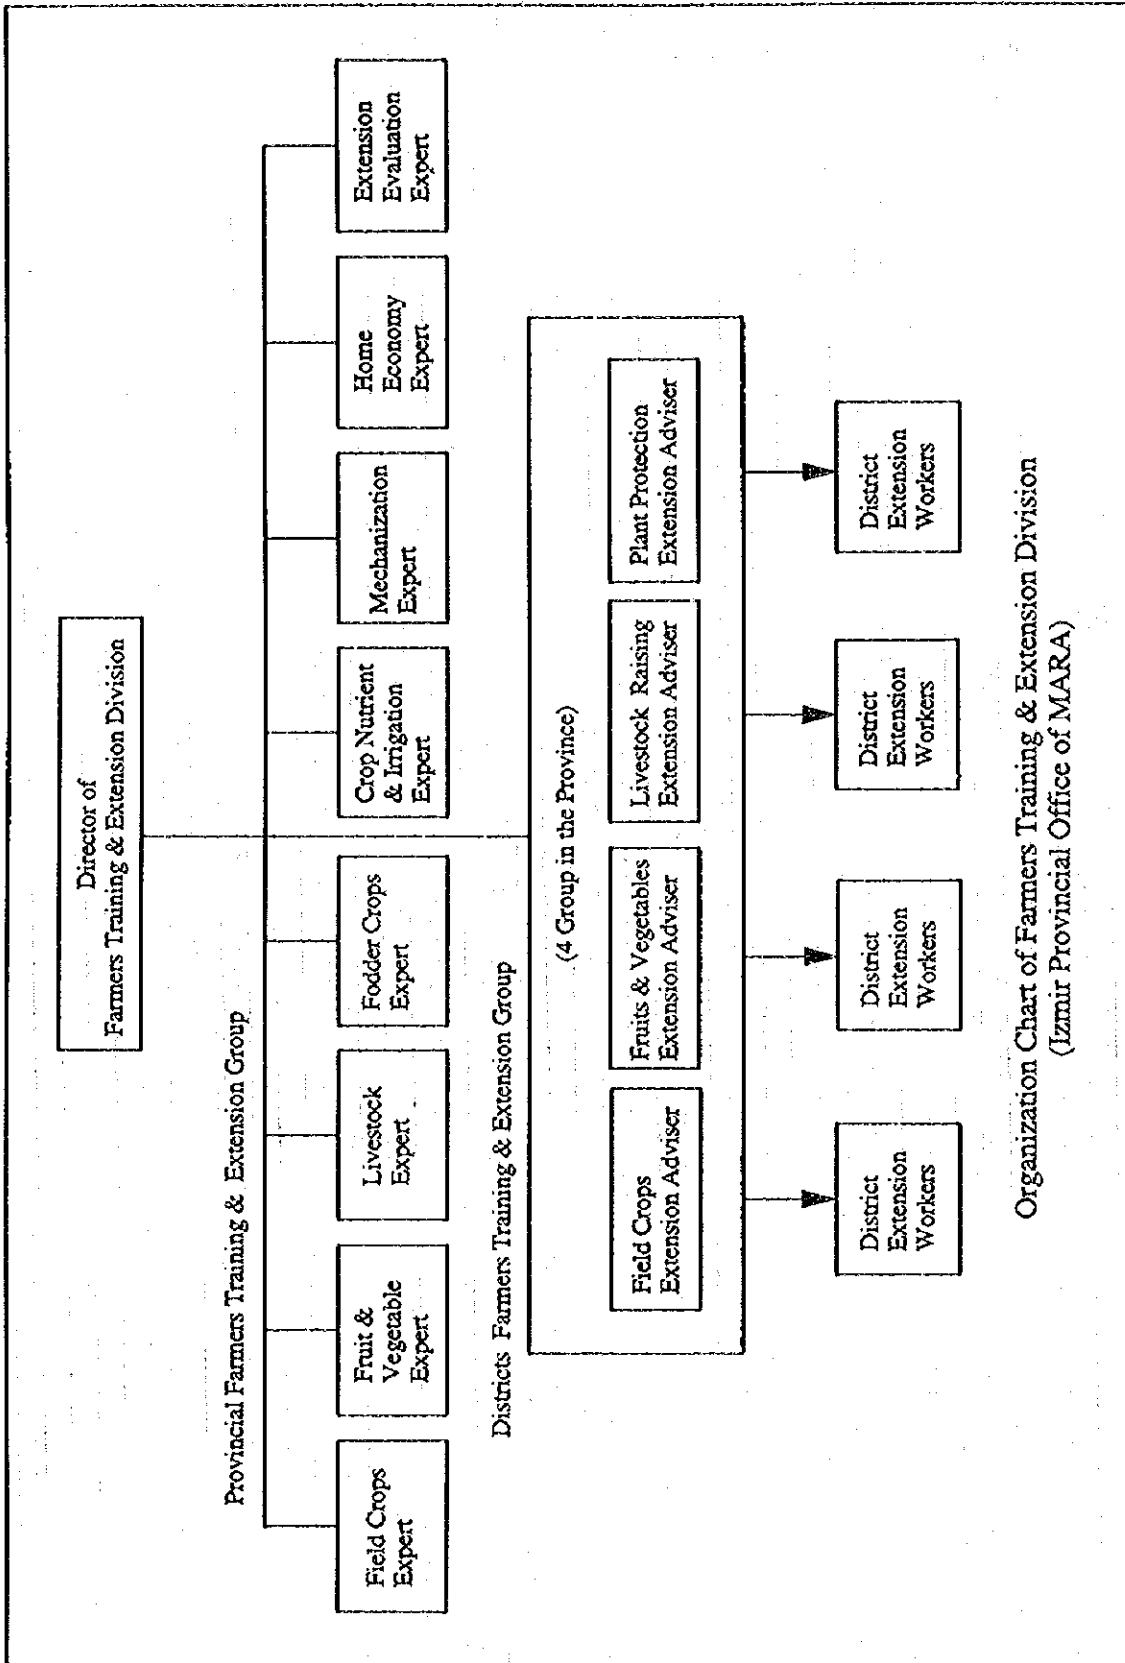 Director of
Farmers Training & Extension Division
Provincial Farmers Training & Extension Group
Field Crops
Expert
Fruit &
Vegetable
Expert
Livestock
Expert
Fodder Crops
Expert
Crop Nutrient
& Irrigation
Expert
Mechanization
Expert
Home
Economy
Expert
Extension
Evaluation
Expert
Districts Farmers Training & Extension Group
(4 Group in the Province)
Field Crops
Extension Adviser
Fruits & Vegetables
Extension Adviser
Livestock Raising
Extension Adviser
Plant Protection
Extension Adviser
District
Extension
Workers
District
Extension
Workers
District
Extension
Workers
District
Extension
Workers
Organization Chart of Farmers Training & Extension Division
(Izmir Provincial Office of MARA)